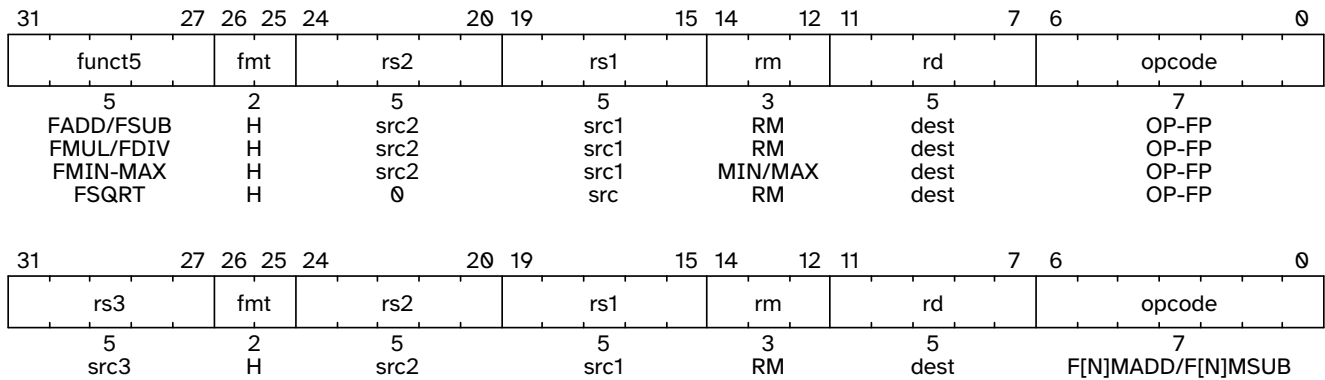 31 27 26 25 24 20 19 15 14 12 11 7 6 0
funct5 fmt rs2 rs1 rm rd opcode
5 2 5 5 3 5 7
FADD/FSUB H src2 src1 RM dest OP-FP
FMUL/FDIV H src2 src1 RM dest OP-FP
FMIN-MAX H src2 src1 MIN/MAX dest OP-FP
FSQRT H 0 src RM dest OP-FP
31 27 26 25 24 20 19 15 14 12 11 7 6 0
rs3 fmt rs2 rs1 rm rd opcode
5 2 5 5 3 5 7
src3 H src2 src1 RM dest F[N]MADD/F[N]MSUB